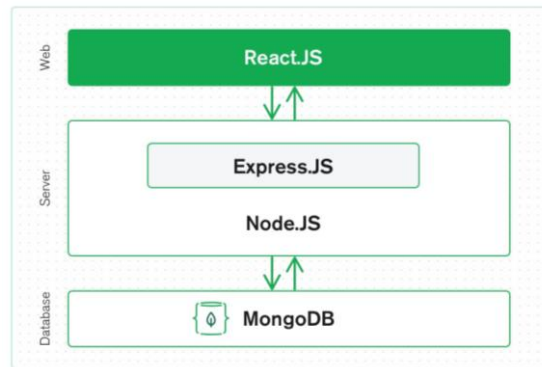 Web
React.JS
Server
Express.JS
Node.JS
Database
MongoDB